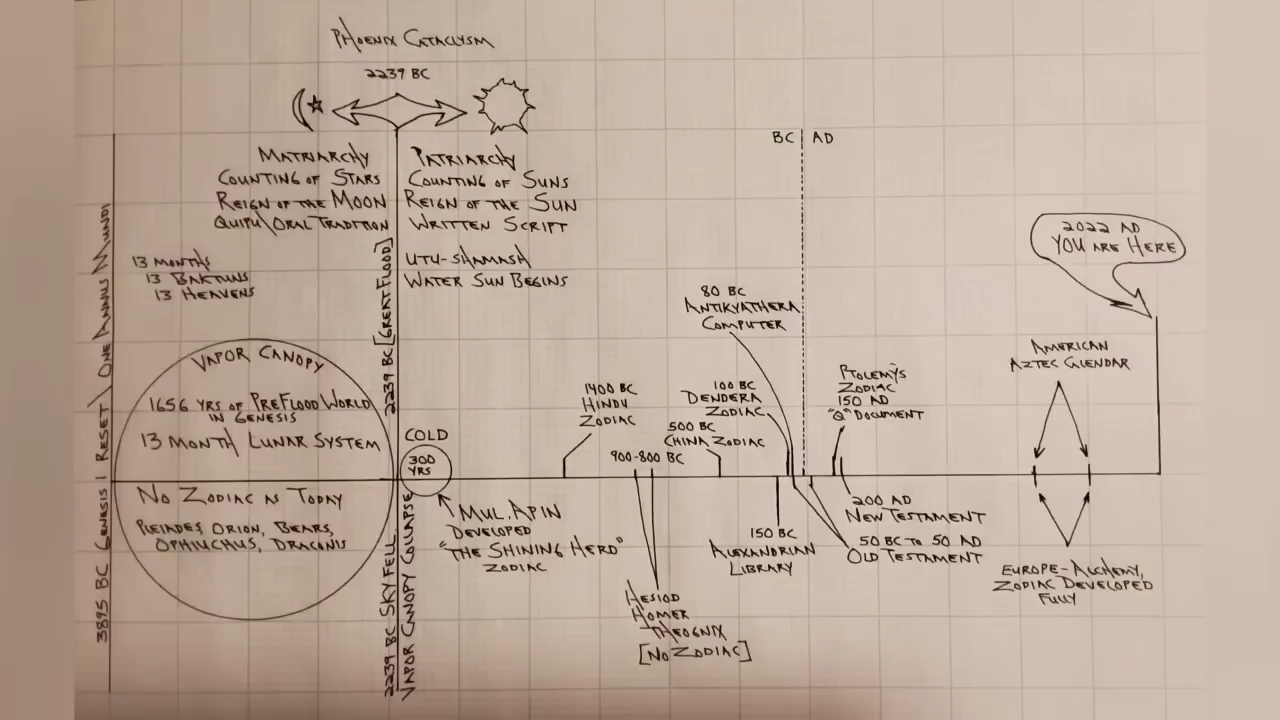 PHOENIX CATACLYSM
2239 BC
MATRIARCHY
COUNTING OF STARS
REIGN OF THE MOON
QUIPU\ORAL TRADTION
PATRIARCHY
COUNTING OF SUNS
REIGN OF THE SUN
WRITTEN SCRIPT
UTU-SHAMASH
WATER SUN BEGINS
13 MONTHS
13 BAKTUNS
13 HEAVENS
3895 BC GENESIS | RESET \ ONE ANNUS MUNDI
2239 BC [GREAT FLOOD]
VAPOR CANOPY
1656 YRS OF PREFLOOD WORLD
IN GENESIS
13 MONTH LUNAR SYSTEM
NO ZODIAC AS TODAY
PLEIADES, ORION, BEARS,
OPHIUCHUS, DRACONIS
2239 BC SKY FELL
VAPOR CANOPY COLLAPSE
COLD
300
YRS
MUL.APIN
DEVELOPED
"THE SHINING HERD"
ZODIAC
1400 BC
HINDU
ZODIAC
900-800 BC
HESIOD
HOMER
THEOGNIX
[NO ZODIAC]
500 BC
CHINA ZODIAC
100 BC
DENDERA
ZODIAC
80 BC
ANTIKYATHERA
COMPUTER
BC AD
150 BC
ALEXANDRIAN
LIBRARY
PTOLEMY'S
ZODIAC
150 AD
"Q" DOCUMENT
200 AD
NEW TESTAMENT
50 BC TO 50 AD
OLD TESTAMENT
AMERICAN
AZTEC CALENDAR
EUROPE-ALCHEMY,
ZODIAC DEVELOPED
FULLY
2022 AD
YOU ARE HERE